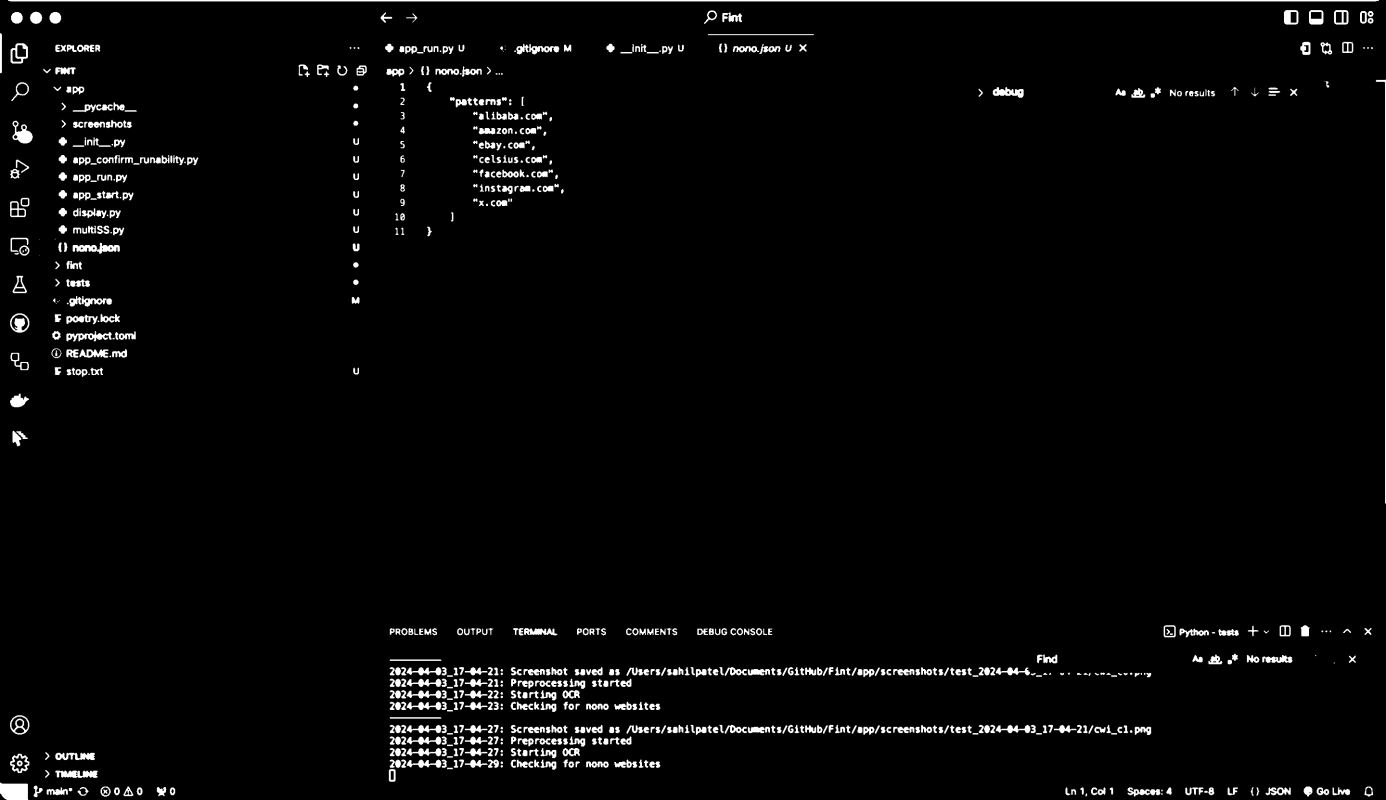 Fint
EXPLORER
FINT
app
__pycache__
screenshots
__init__.py
U
app_confirm_runability.py
U
app_run.py
U
app_start.py
U
display.py
U
multiSS.py
U
nono.json
U
fint
tests
.gitignore
M
poetry.lock
pyproject.toml
README.md
stop.txt
U
OUTLINE
TIMELINE
app_run.py U
.gitignore M
__init__.py U
{} nono.json U
app > {} nono.json > ...
1 {
2 "patterns": [
3 "alibaba.com",
4 "amazon.com",
5 "ebay.com",
6 "celsius.com",
7 "facebook.com",
8 "instagram.com",
9 "x.com"
10 ]
11 }
debug
Aa ab .* No results
PROBLEMS OUTPUT TERMINAL PORTS COMMENTS DEBUG CONSOLE
Python - tests
Find
Aa ab .* No results
2024-04-03_17-04-21: Screenshot saved as /Users/sahilpatel/Documents/GitHub/Fint/app/screenshots/test_2024-04-
2024-04-03_17-04-21: Preprocessing started
2024-04-03_17-04-22: Starting OCR
2024-04-03_17-04-23: Checking for nono websites
2024-04-03_17-04-27: Screenshot saved as /Users/sahilpatel/Documents/GitHub/Fint/app/screenshots/test_2024-04-03_17-04-21/cwi_c1.png
2024-04-03_17-04-27: Preprocessing started
2024-04-03_17-04-27: Starting OCR
2024-04-03_17-04-29: Checking for nono websites
main* 0 0 0
Ln 1, Col 1 Spaces: 4 UTF-8 LF {} JSON Go Live